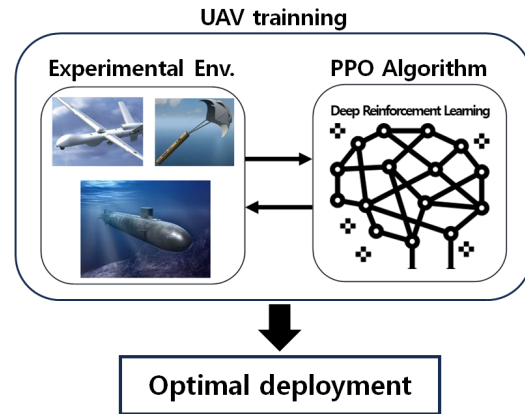 UAV trainning
Experimental Env.
PPO Algorithm
Deep Reinforcement Learning
Optimal deployment